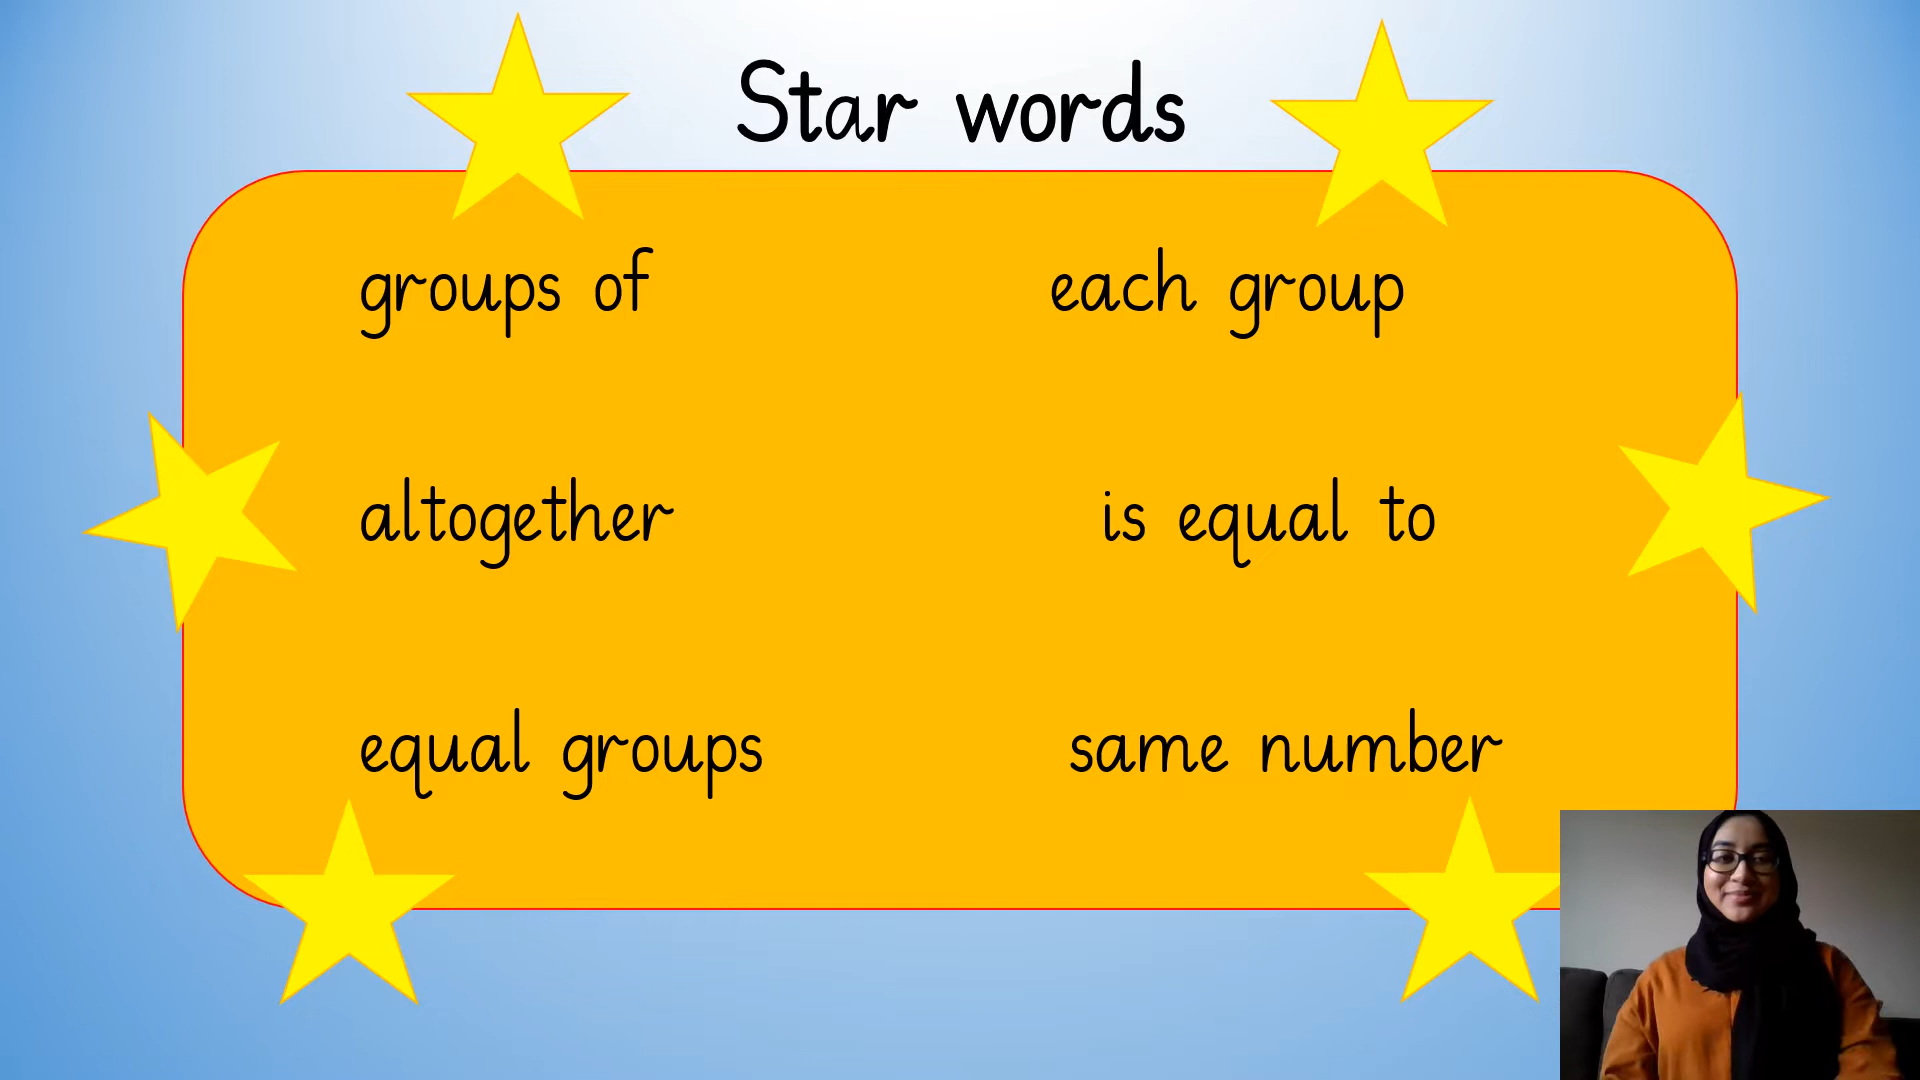 Star words
groups of
each group
altogether
is equal to
equal groups
same number